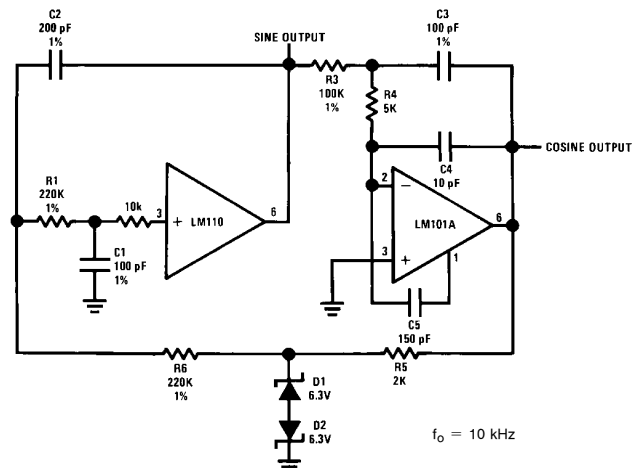 C2
200 pF
1%
SINE OUTPUT
C3
100 pF
1%
R3
100K
1%
R4
5K
C4
10 pF
COSINE OUTPUT
R1
220K
1%
10k
3
+
LM110
6
C1
100 pF
1%
2
−
LM101A
6
3
+
1
C5
150 pF
R6
220K
1%
R5
2K
D1
6.3V
D2
6.3V
fo = 10 kHz